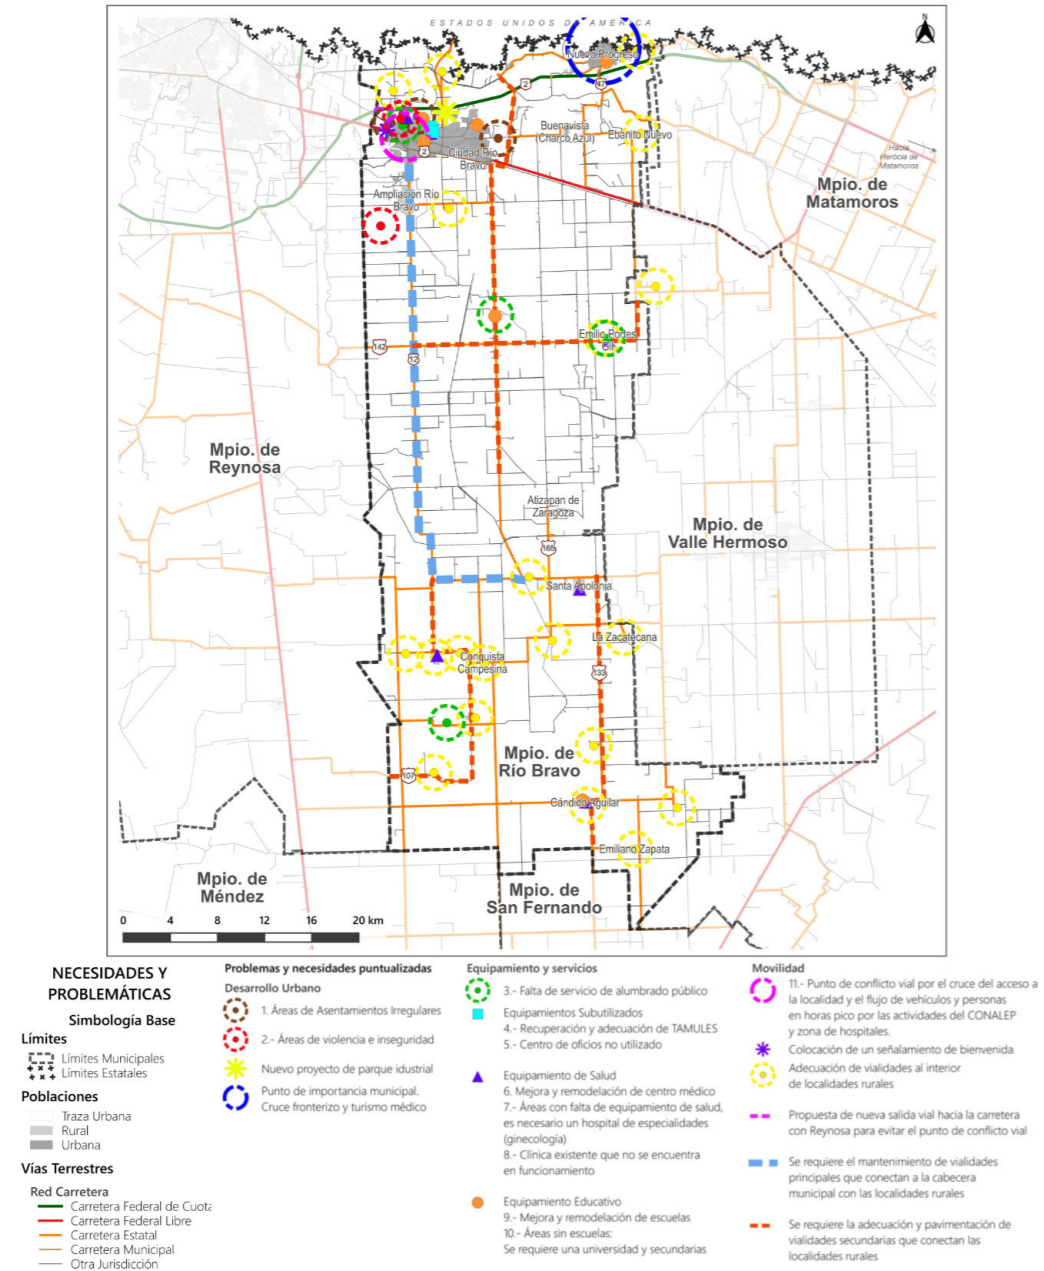 ESTADOS UNIDOS DE AMÉRICA
N
Nuevo Progreso
2
47
Buenavista
(Charco Azul)
Ebanito Nuevo
2
Ciudad Río
Bravo
Hacia
Heróica de
Matamoros
Mpio. de
Matamoros
Ampliación Río
Bravo
Emilio Portes
Gil
142
12
Mpio. de
Reynosa
Atizapan de
Zaragoza
Mpio. de
Valle Hermoso
165
Santa Apolonia
La Zacatecana
Conquista
Campesina
133
Mpio. de
Río Bravo
107
Cándido Aguilar
Emiliano Zapata
Mpio. de
Méndez
Mpio. de
San Fernando
0 4 8 12 16 20 km
NECESIDADES Y
PROBLEMÁTICAS
Simbología Base
Límites
Límites Municipales
Límites Estatales
Poblaciones
Traza Urbana
Rural
Urbana
Vías Terrestres
Red Carretera
Carretera Federal de Cuota
Carretera Federal Libre
Carretera Estatal
Carretera Municipal
Otra Jurisdicción
Problemas y necesidades puntualizadas
Desarrollo Urbano
1. Áreas de Asentamientos Irregulares
2.- Áreas de violencia e inseguridad
Nuevo proyecto de parque idustrial
Punto de importancia municipal.
Cruce fronterizo y turismo médico
Equipamiento y servicios
3.- Falta de servicio de alumbrado público
Equipamientos Subutilizados
4.- Recuperación y adecuación de TAMULES
5.- Centro de oficios no utilizado
Equipamiento de Salud
6. Mejora y remodelación de centro médico
7.- Áreas con falta de equipamiento de salud,
es necesario un hospital de especialidades
(ginecología)
8.- Clínica existente que no se encuentra
en funcionamiento
Equipamiento Educativo
9.- Mejora y remodelación de escuelas
10.- Áreas sin escuelas:
Se requiere una universidad y secundarias
Movilidad
11.- Punto de conflicto vial por el cruce del acceso a
la localidad y el flujo de vehículos y personas
en horas pico por las actividades del CONALEP
y zona de hospitales.
Colocación de un señalamiento de bienvenida
Adecuación de vialidades al interior
de localidades rurales
Propuesta de nueva salida vial hacia la carretera
con Reynosa para evitar el punto de conflicto vial
Se requiere el mantenimiento de vialidades
principales que conectan a la cabecera
municipal con las localidades rurales
Se requiere la adecuación y pavimentación de
vialidades secundarias que conectan las
localidades rurales